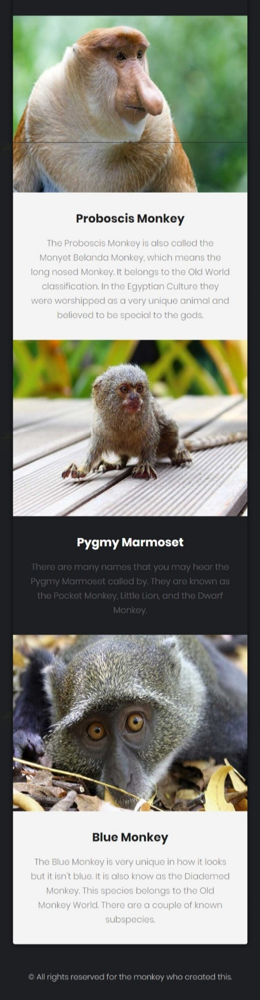 Proboscis Monkey
The Proboscis Monkey is also called the
Monyet Belanda Monkey, which means the
long nosed Monkey. It belongs to the Old World
classification. In the Egyptian Culture they
were worshipped as a very unique animal and
believed to be special to the gods.
Pygmy Marmoset
There are many names that you may hear the
Pygmy Marmoset called by. They are known as
the Pocket Monkey, Little Lion, and the Dwarf
Monkey.
Blue Monkey
The Blue Monkey is very unique in how it looks
but it isn't blue. It is also know as the Diademed
Monkey. This species belongs to the Old
Monkey World. There are a couple of known
subspecies.
© All rights reserved for the monkey who created this.